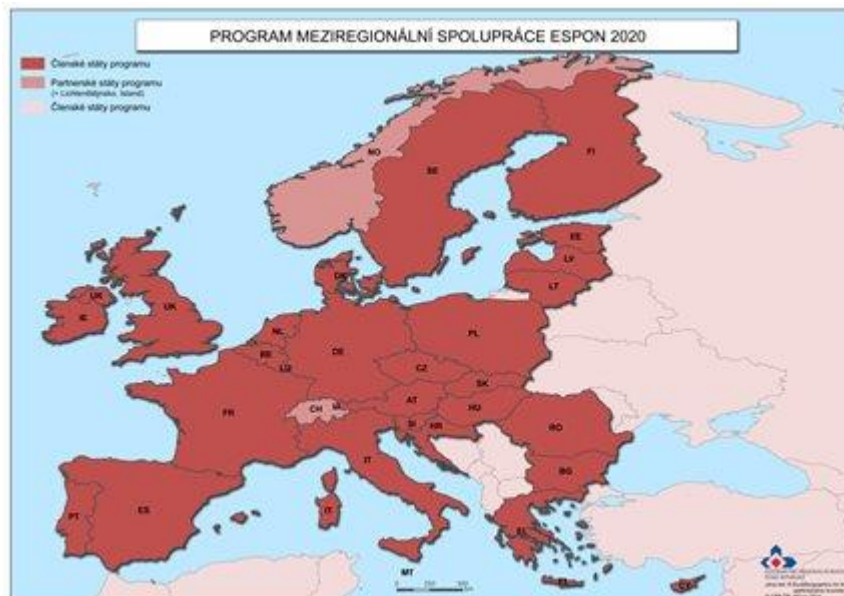 PROGRAM MEZIREGIONÁLNÍ SPOLUPRÁCE ESPON 2020
Členské státy programu
Partnerské státy programu
(+ Lichtenštejnsko, Island)
Členské státy programu
NO
SE
FI
EE
LV
LT
DK
UK
IE
UK
NL
BE
LU
DE
PL
CZ
SK
AT
HU
CH
FR
SI
HR
RO
IT
BG
PT
ES
IT
EL
EL
MT
CY